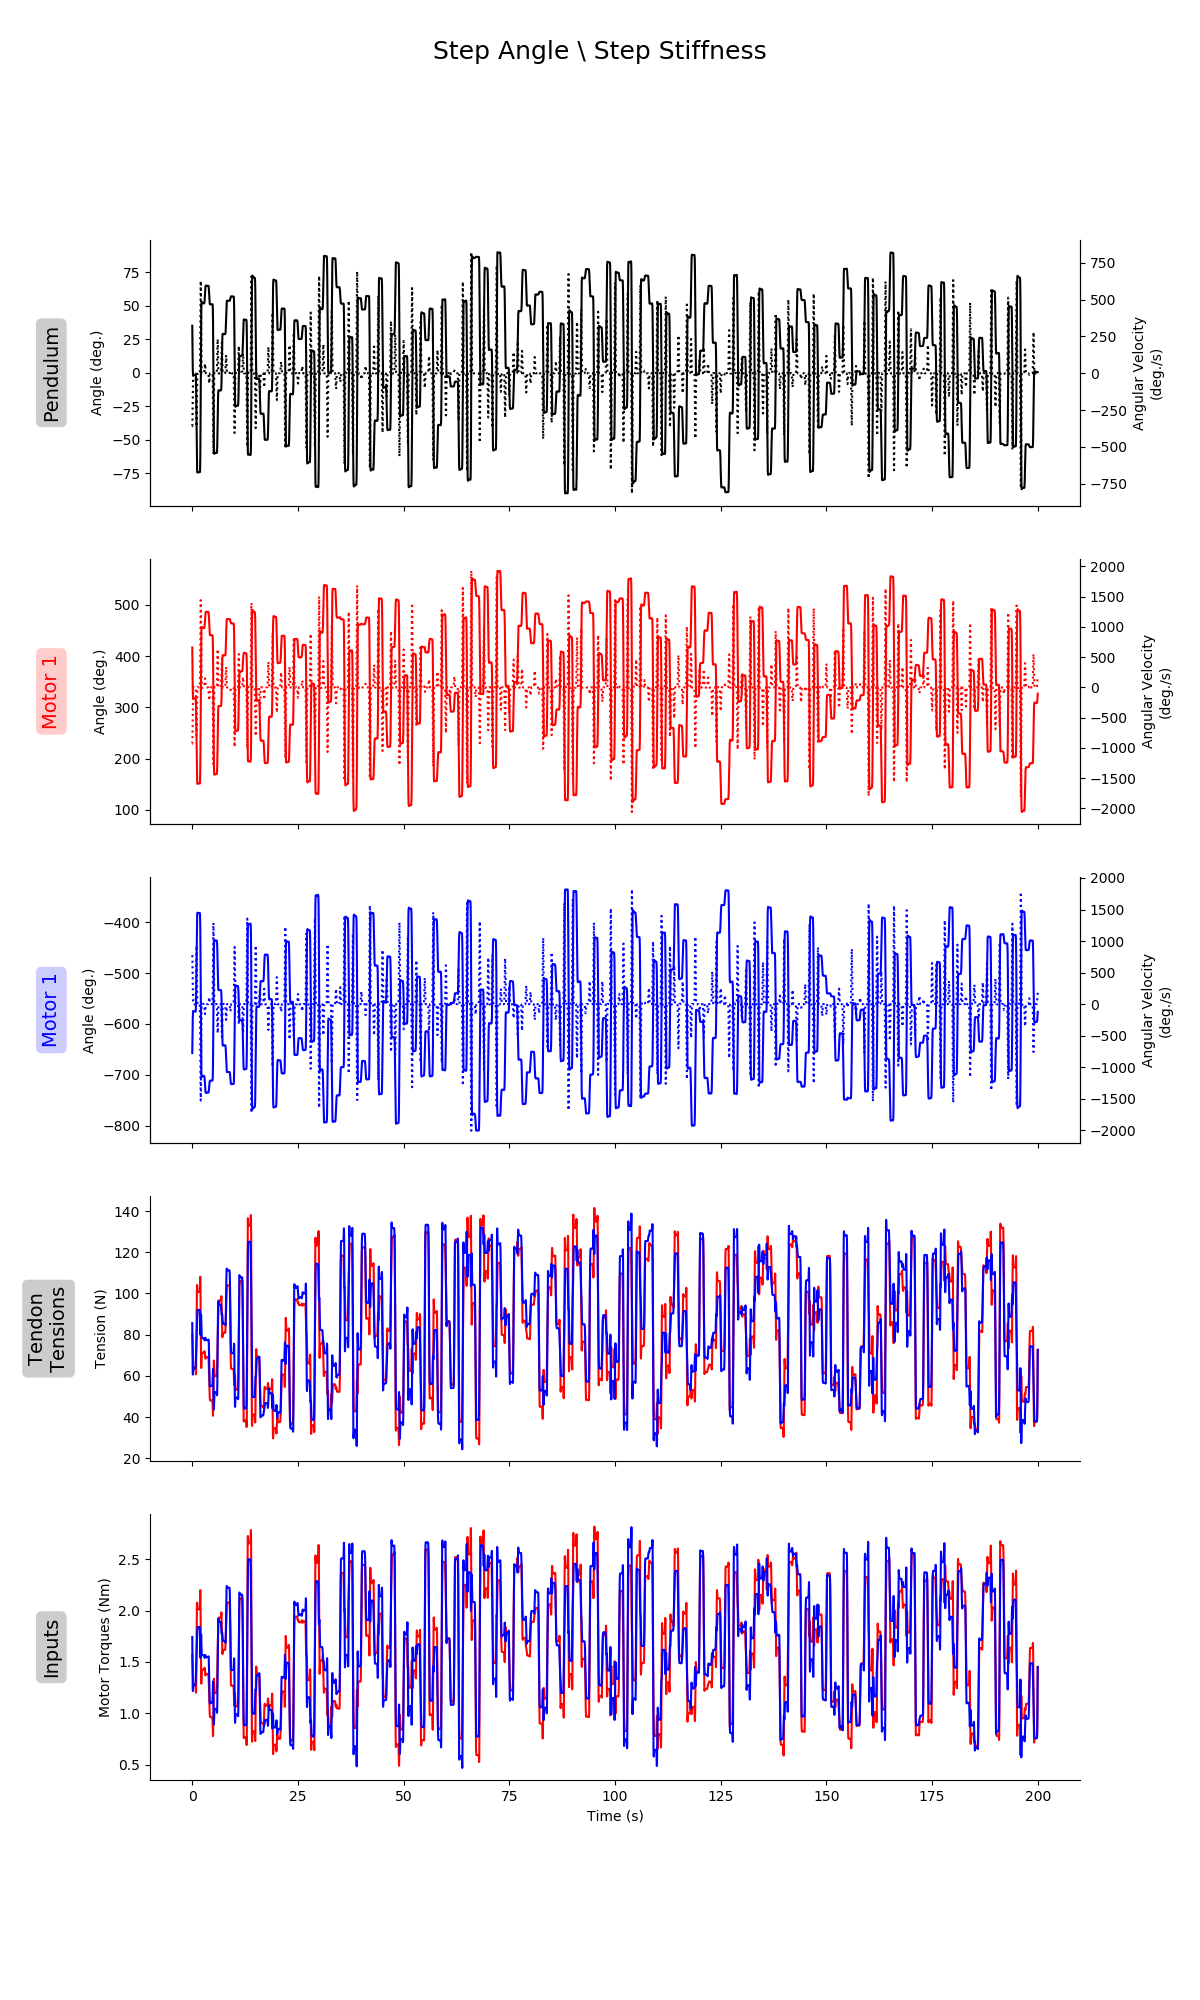 Step Angle \ Step Stiffness
Pendulum
Angle (deg.)
75
50
25
0
−25
−50
−75
750
500
250
0
−250
−500
−750
Angular Velocity
(deg./s)
Motor 1
Angle (deg.)
500
400
300
200
100
2000
1500
1000
500
0
−500
−1000
−1500
−2000
Angular Velocity
(deg./s)
Motor 1
Angle (deg.)
−400
−500
−600
−700
−800
2000
1500
1000
500
0
−500
−1000
−1500
−2000
Angular Velocity
(deg./s)
Tendon
Tensions
Tension (N)
140
120
100
80
60
40
20
Inputs
Motor Torques (Nm)
2.5
2.0
1.5
1.0
0.5
0 25 50 75 100 125 150 175 200
Time (s)